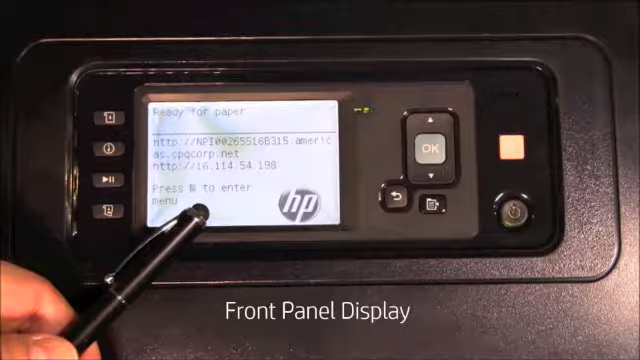 Ready for paper
http://NPI00265516B315.americ
as.cpqcorp.net
http://16.114.54.198
Press to enter
menu
hp
OK
Front Panel Display